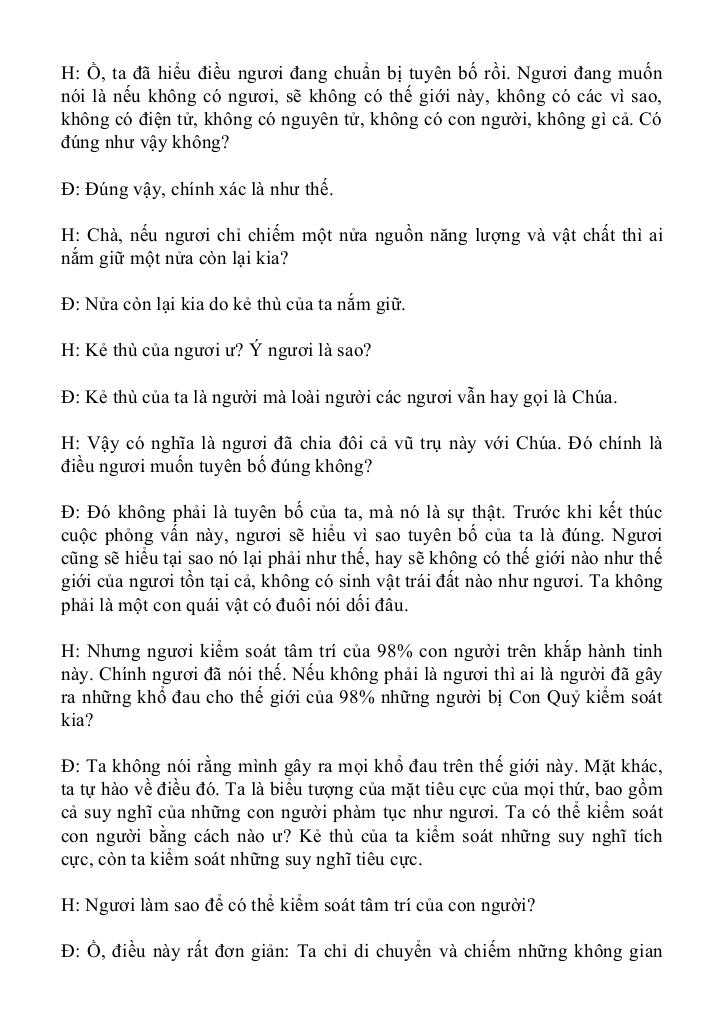 H: Ồ, ta đã hiểu điều ngươi đang chuẩn bị tuyên bố rồi. Ngươi đang muốn
nói là nếu không có ngươi, sẽ không có thế giới này, không có các vì sao,
không có điện tử, không có nguyên tử, không có con người, không gì cả. Có
đúng như vậy không?
Đ: Đúng vậy, chính xác là như thế.
H: Chà, nếu ngươi chỉ chiếm một nửa nguồn năng lượng và vật chất thì ai
nắm giữ một nửa còn lại kia?
Đ: Nửa còn lại kia do kẻ thù của ta nắm giữ.
H: Kẻ thù của ngươi ư? Ý ngươi là sao?
Đ: Kẻ thù của ta là người mà loài người các ngươi vẫn hay gọi là Chúa.
H: Vậy có nghĩa là ngươi đã chia đôi cả vũ trụ này với Chúa. Đó chính là
điều ngươi muốn tuyên bố đúng không?
Đ: Đó không phải là tuyên bố của ta, mà nó là sự thật. Trước khi kết thúc
cuộc phỏng vấn này, ngươi sẽ hiểu vì sao tuyên bố của ta là đúng. Ngươi
cũng sẽ hiểu tại sao nó lại phải như thế, hay sẽ không có thế giới nào như thế
giới của ngươi tồn tại cả, không có sinh vật trái đất nào như ngươi. Ta không
phải là một con quái vật có đuôi nói dối đâu.
H: Nhưng ngươi kiểm soát tâm trí của 98% con người trên khắp hành tinh
này. Chính ngươi đã nói thế. Nếu không phải là ngươi thì ai là người đã gây
ra những khổ đau cho thế giới của 98% những người bị Con Quỷ kiểm soát
kia?
Đ: Ta không nói rằng mình gây ra mọi khổ đau trên thế giới này. Mặt khác,
ta tự hào về điều đó. Ta là biểu tượng của mặt tiêu cực của mọi thứ, bao gồm
cả suy nghĩ của những con người phàm tục như ngươi. Ta có thể kiểm soát
con người bằng cách nào ư? Kẻ thù của ta kiểm soát những suy nghĩ tích
cực, còn ta kiểm soát những suy nghĩ tiêu cực.
H: Ngươi làm sao để có thể kiểm soát tâm trí của con người?
Đ: Ồ, điều này rất đơn giản: Ta chỉ di chuyển và chiếm những không gian